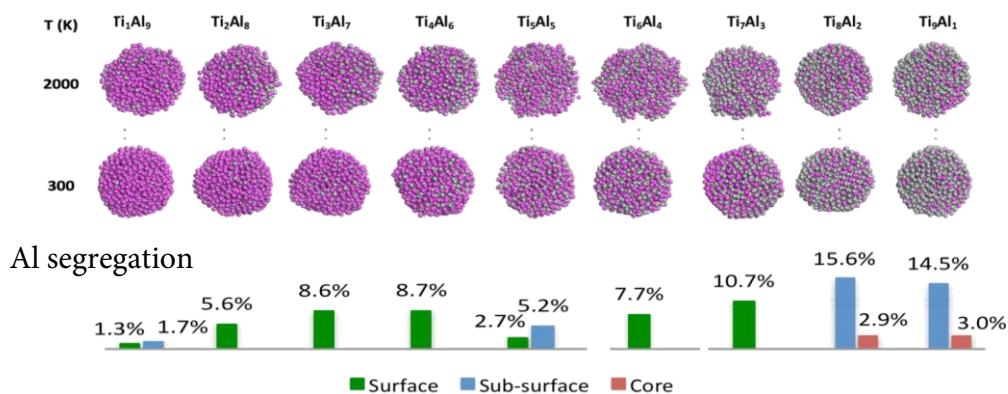 T (K) Ti₁Al₉ Ti₂Al₈ Ti₃Al₇ Ti₄Al₆ Ti₅Al₅ Ti₆Al₄ Ti₇Al₃ Ti₈Al₂ Ti₉Al₁
2000
300
Al segregation
1.3% 1.7% 5.6% 8.6% 8.7% 2.7% 5.2% 7.7% 10.7% 15.6% 2.9% 14.5% 3.0%
Surface Sub-surface Core